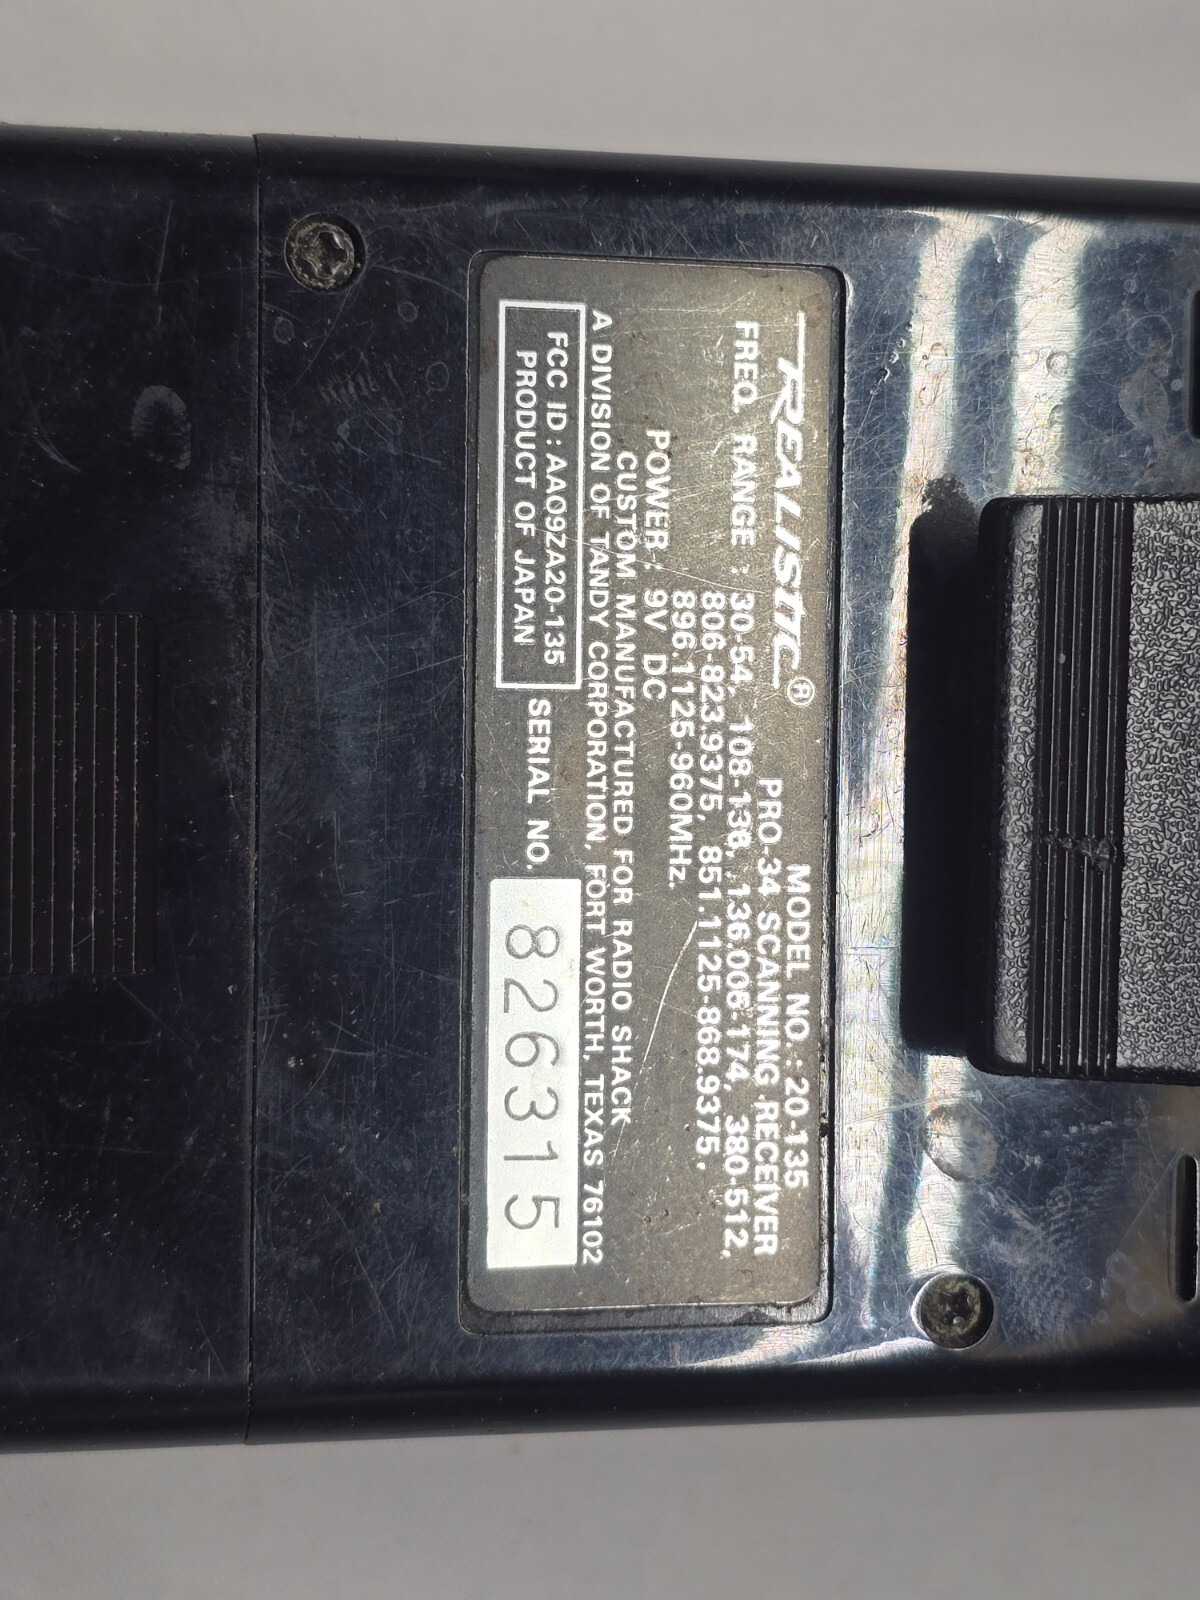 REALISTIC®
MODEL NO.: 20-135
PRO-34 SCANNING RECEIVER
FREQ. RANGE : 30-54, 108-136, 136.005-174, 380-512,
806-823.9375, 851.1125-868.9375,
896.1125-960MHz.
POWER : 9V DC
CUSTOM MANUFACTURED FOR RADIO SHACK
A DIVISION OF TANDY CORPORATION, FORT WORTH, TEXAS 76102
FCC ID : AAO9ZA20-135
PRODUCT OF JAPAN
SERIAL NO. 826315